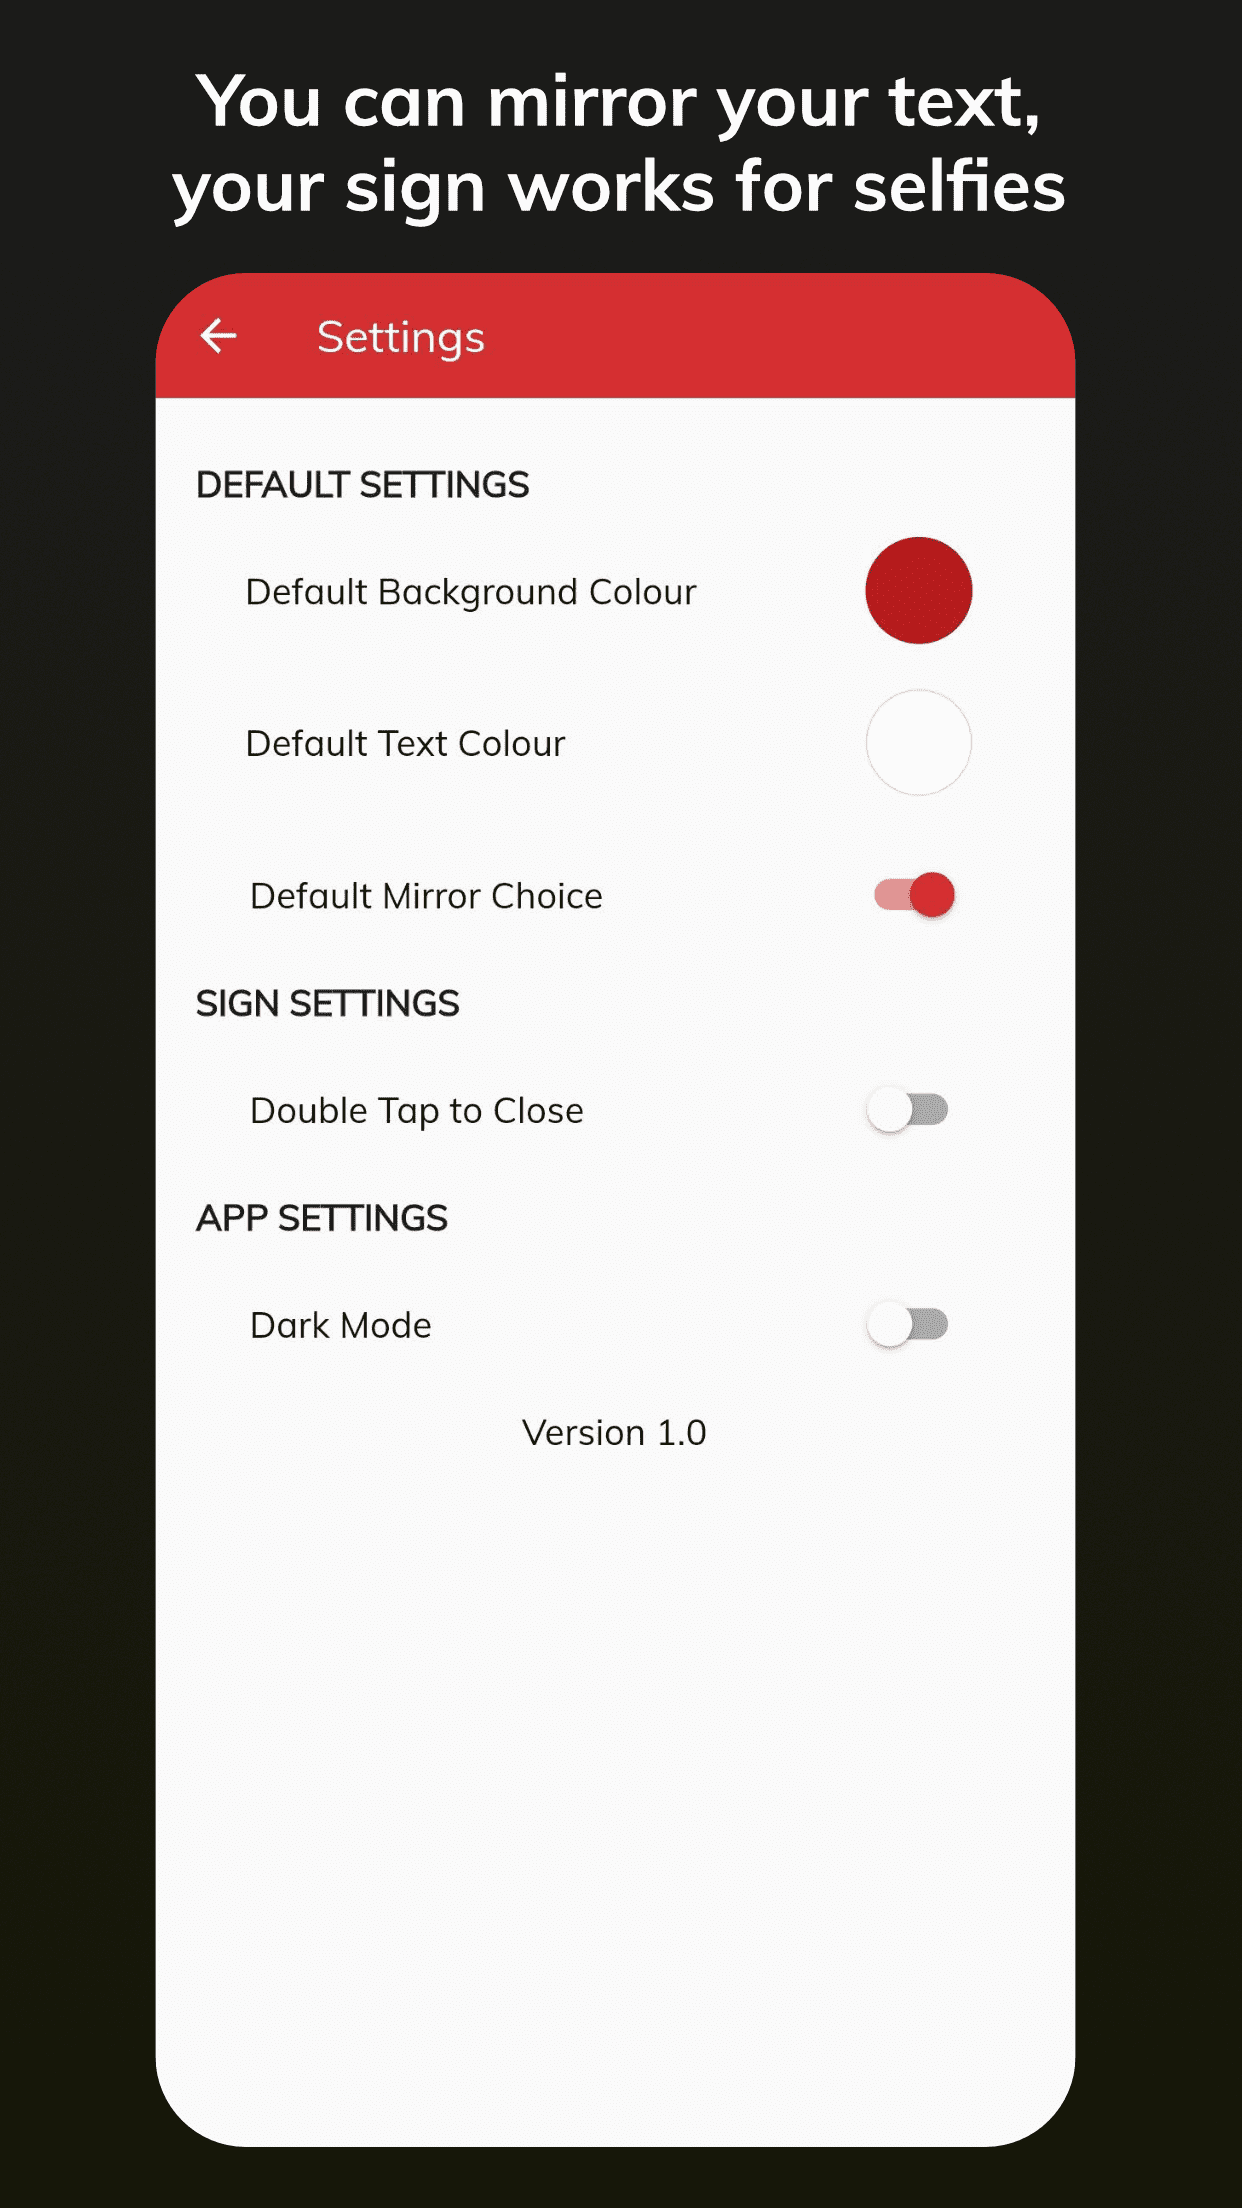 You can mirror your text,
your sign works for selfies
Settings
DEFAULT SETTINGS
Default Background Colour
Default Text Colour
Default Mirror Choice
SIGN SETTINGS
Double Tap to Close
APP SETTINGS
Dark Mode
Version 1.0